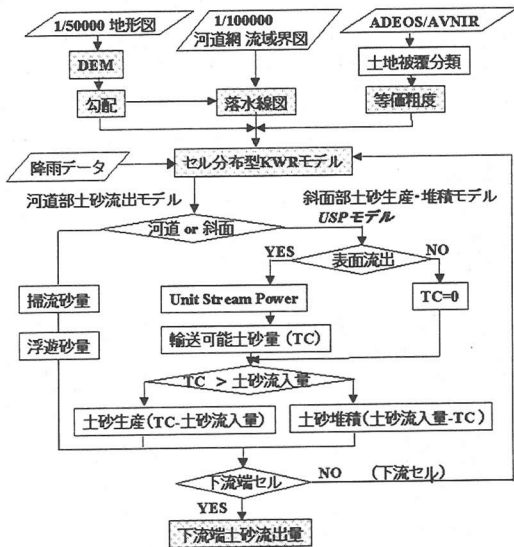 1/50000 地形図
1/100000
河道網 流域界図
ADEOS/AVNIR
DEM
土地被覆分類
勾配
落水線図
等価粗度
降雨データ
セル分布型KWRモデル
河道部土砂流出モデル
斜面部土砂生産・堆積モデル
USPモデル
河道 or 斜面
YES
NO
表面流出
掃流砂量
Unit Stream Power
TC=0
浮遊砂量
輸送可能土砂量 (TC)
TC > 土砂流入量
土砂生産(TC-土砂流入量)
土砂堆積(土砂流入量-TC)
下流端セル
NO (下流セル)
YES
下流端土砂流出量